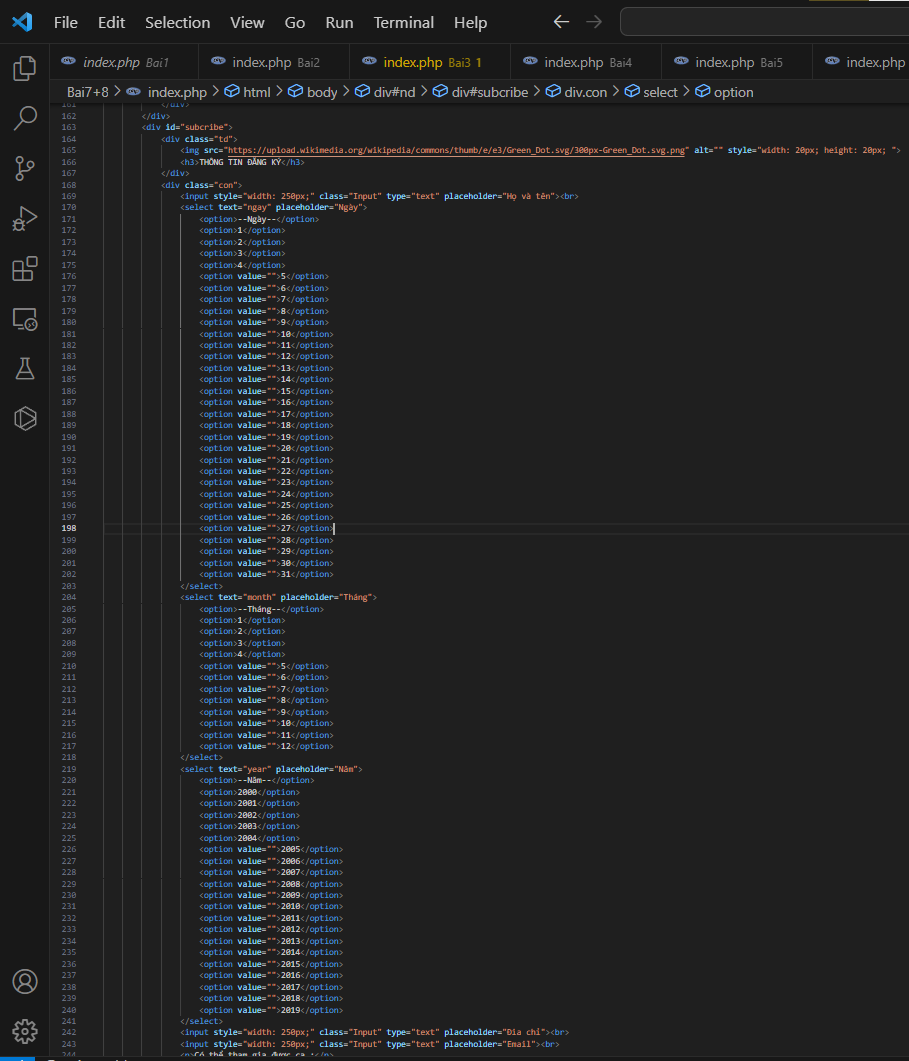 File Edit Selection View Go Run Terminal Help
index.php Bai1 index.php Bai2 index.php Bai3 1 index.php Bai4 index.php Bai5 index.php
Bai7+8 > index.php > html > body > div#nd > div#subcribe > div.con > select > option
161 </div>
162 </div>
163 <div id="subcribe">
164 <div class="td">
165 <img src="https://upload.wikimedia.org/wikipedia/commons/thumb/e/e3/Green_Dot.svg/300px-Green_Dot.svg.png" alt="" style="width: 20px; height: 20px; ">
166 <h3>THÔNG TIN ĐĂNG KÝ</h3>
167 </div>
168 <div class="con">
169 <input style="width: 250px;" class="Input" type="text" placeholder="Họ và tên"><br>
170 <select text="ngay" placeholder="Ngày">
171 <option>--Ngày--</option>
172 <option>1</option>
173 <option>2</option>
174 <option>3</option>
175 <option>4</option>
176 <option value="">5</option>
177 <option value="">6</option>
178 <option value="">7</option>
179 <option value="">8</option>
180 <option value="">9</option>
181 <option value="">10</option>
182 <option value="">11</option>
183 <option value="">12</option>
184 <option value="">13</option>
185 <option value="">14</option>
186 <option value="">15</option>
187 <option value="">16</option>
188 <option value="">17</option>
189 <option value="">18</option>
190 <option value="">19</option>
191 <option value="">20</option>
192 <option value="">21</option>
193 <option value="">22</option>
194 <option value="">23</option>
195 <option value="">24</option>
196 <option value="">25</option>
197 <option value="">26</option>
198 <option value="">27</option>
199 <option value="">28</option>
200 <option value="">29</option>
201 <option value="">30</option>
202 <option value="">31</option>
203 </select>
204 <select text="month" placeholder="Tháng">
205 <option>--Tháng--</option>
206 <option>1</option>
207 <option>2</option>
208 <option>3</option>
209 <option>4</option>
210 <option value="">5</option>
211 <option value="">6</option>
212 <option value="">7</option>
213 <option value="">8</option>
214 <option value="">9</option>
215 <option value="">10</option>
216 <option value="">11</option>
217 <option value="">12</option>
218 </select>
219 <select text="year" placeholder="Năm">
220 <option>--Năm--</option>
221 <option>2000</option>
222 <option>2001</option>
223 <option>2002</option>
224 <option>2003</option>
225 <option>2004</option>
226 <option value="">2005</option>
227 <option value="">2006</option>
228 <option value="">2007</option>
229 <option value="">2008</option>
230 <option value="">2009</option>
231 <option value="">2010</option>
232 <option value="">2011</option>
233 <option value="">2012</option>
234 <option value="">2013</option>
235 <option value="">2014</option>
236 <option value="">2015</option>
237 <option value="">2016</option>
238 <option value="">2017</option>
239 <option value="">2018</option>
240 <option value="">2019</option>
241 </select>
242 <input style="width: 250px;" class="Input" type="text" placeholder="Địa chỉ"><br>
243 <input style="width: 250px;" class="Input" type="text" placeholder="Email"><br>
244 <p>Có thể tham gia được ca :</p>